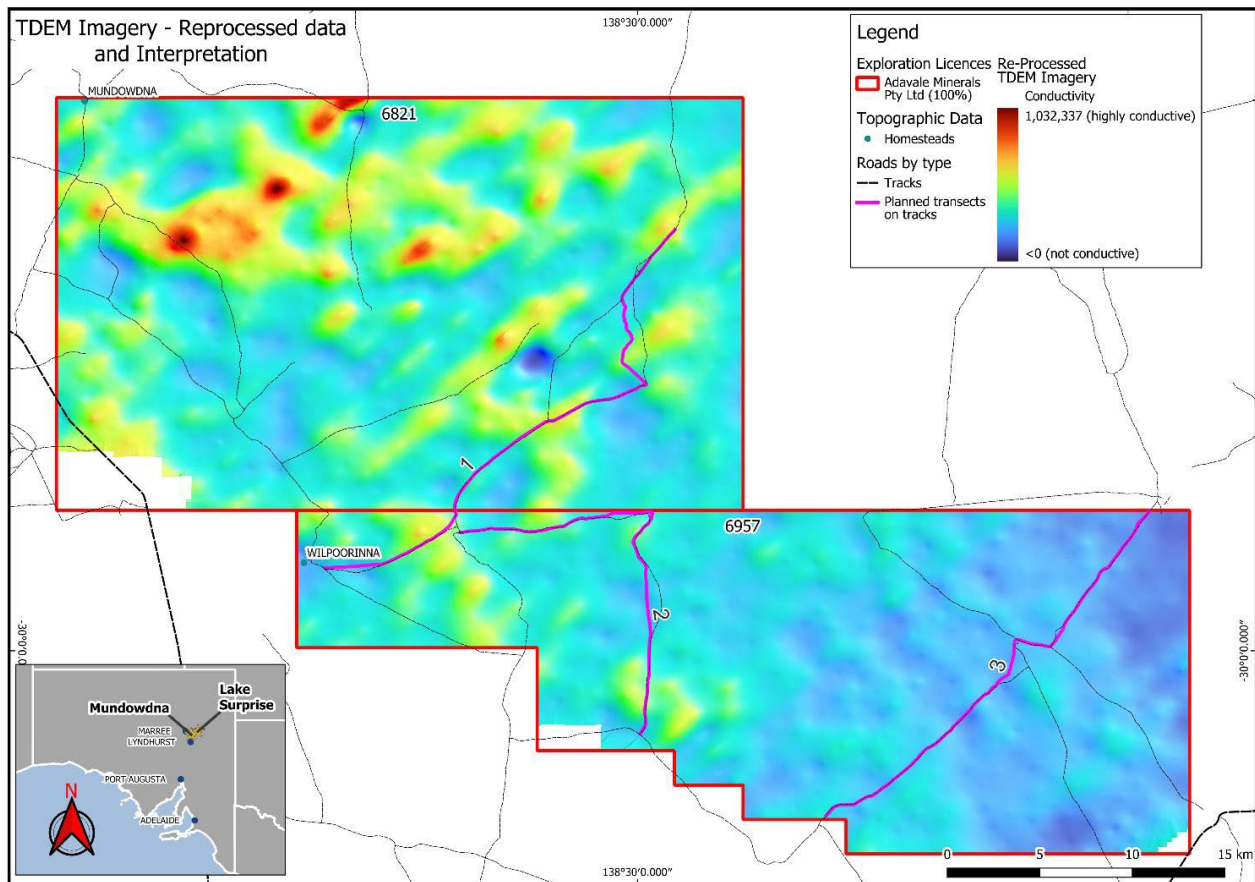 TDEM Imagery - Reprocessed data
and Interpretation
138°30'0.000"
MUNDOWDNA
6821
Legend
Exploration Licences
Adavale Minerals
Pty Ltd (100%)
Topographic Data
Homesteads
Roads by type
Tracks
Planned transects
on tracks
Re-Processed
TDEM Imagery
Conductivity
1,032,337 (highly conductive)
<0 (not conductive)
1
6957
WILPOORINNA
2
3
-30°0'0.0
-30°0'0.000"
Mundowdna
Lake
Surprise
MARREE
LYNDHURST
PORT AUGUSTA
ADELAIDE
N
0 5 10 15 km
138°30'0.000"